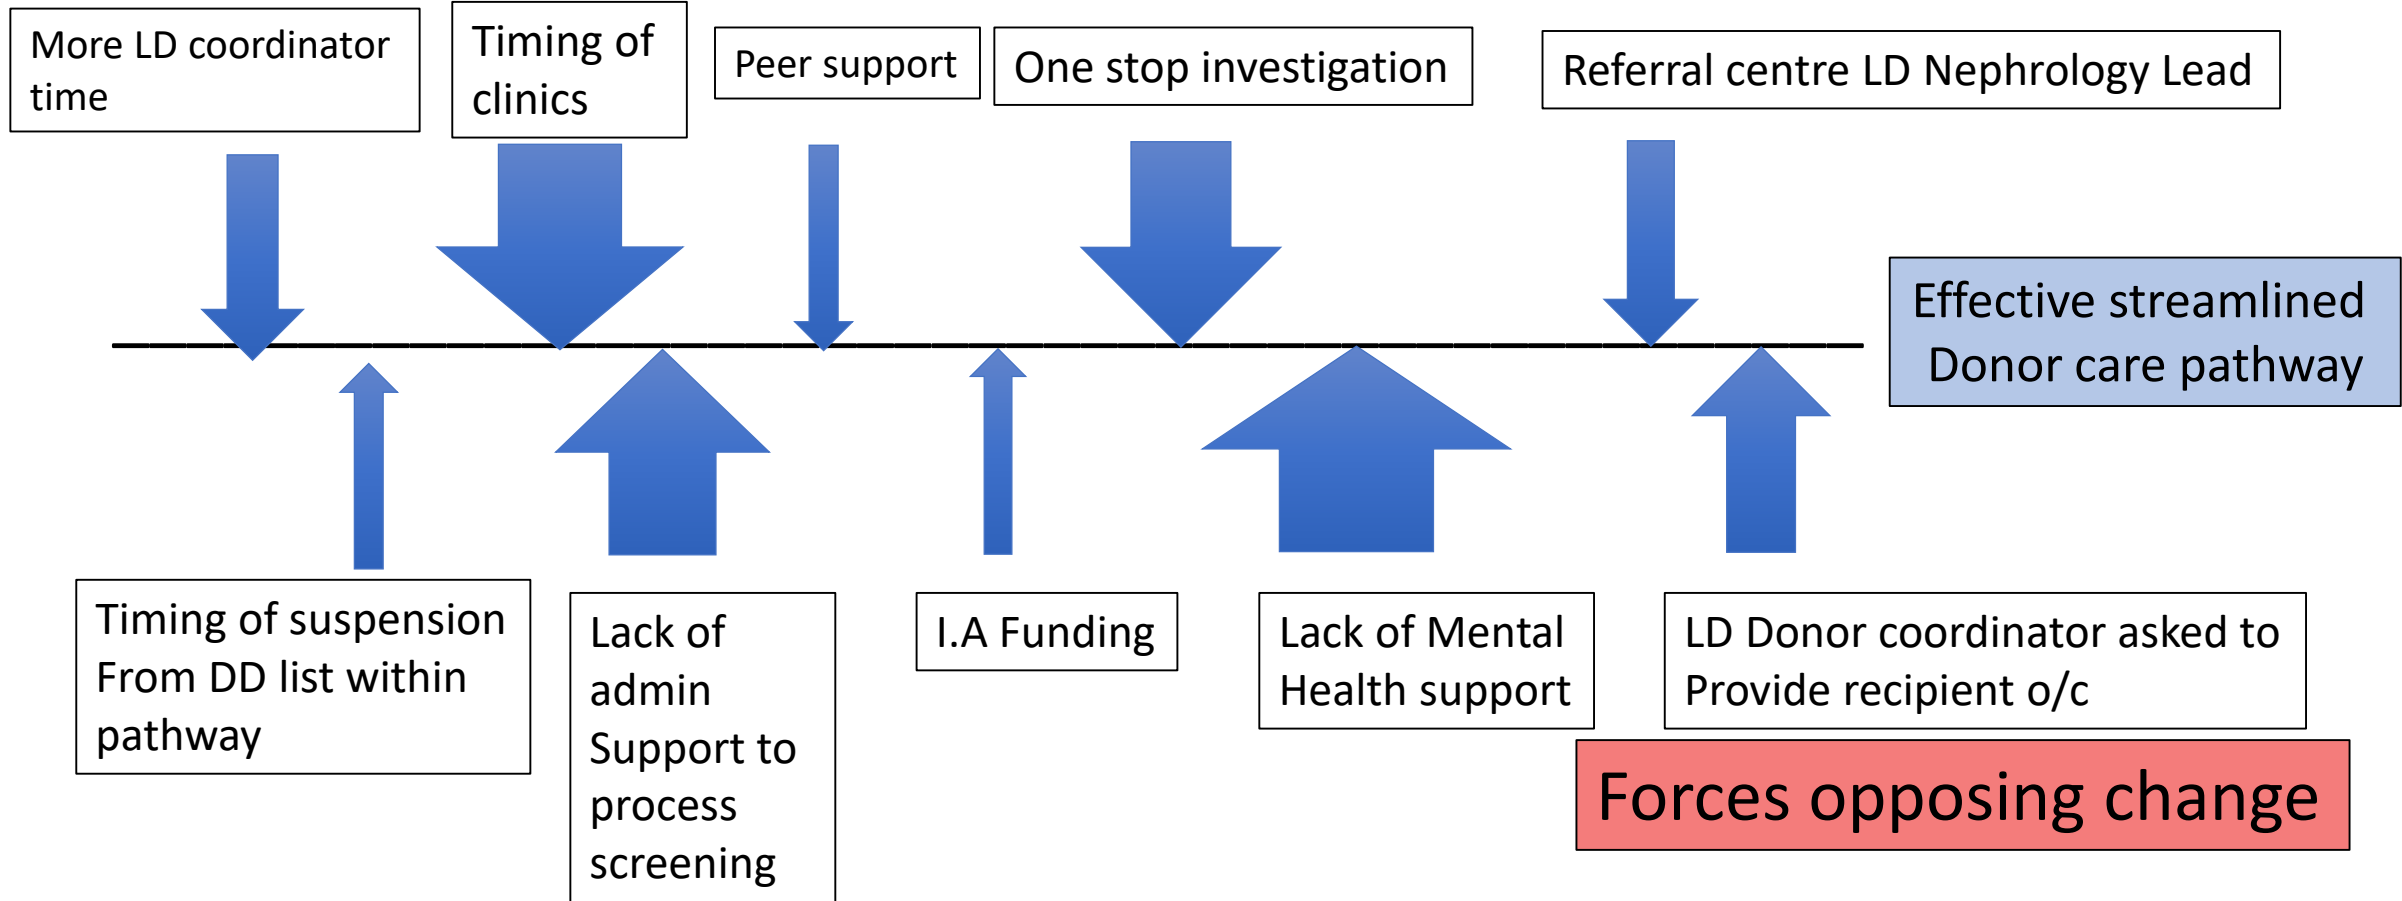 More LD coordinator
time
Timing of
clinics
Peer support
One stop investigation
Referral centre LD Nephrology Lead
Effective streamlined
Donor care pathway
Timing of suspension
From DD list within
pathway
Lack of
admin
Support to
process
screening
I.A Funding
Lack of Mental
Health support
LD Donor coordinator asked to
Provide recipient o/c
Forces opposing change